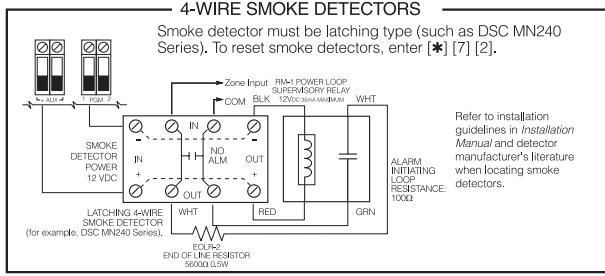 4-WIRE SMOKE DETECTORS
Smoke detector must be latching type (such as DSC MN240
Series). To reset smoke detectors, enter [✱] [7] [2].
+ AUX -
1 PGM 2
Zone Input
COM
RM-1 POWER LOOP
SUPERVISORY RELAY
12VDC 35mA MAXIMUM
BLK
WHT
SMOKE
DETECTOR
POWER
12 VDC
IN
-
-
IN
NO
ALM
OUT
+
+
OUT
ALARM
INITIATING
LOOP
RESISTANCE:
100Ω
Refer to installation
guidelines in Installation
Manual and detector
manufacturer's literature
when locating smoke
detectors.
LATCHING 4-WIRE
SMOKE DETECTOR
(for example, DSC MN240 Series).
WHT
RED
GRN
EOLR-2
END OF LINE RESISTOR
5600Ω 0.5W